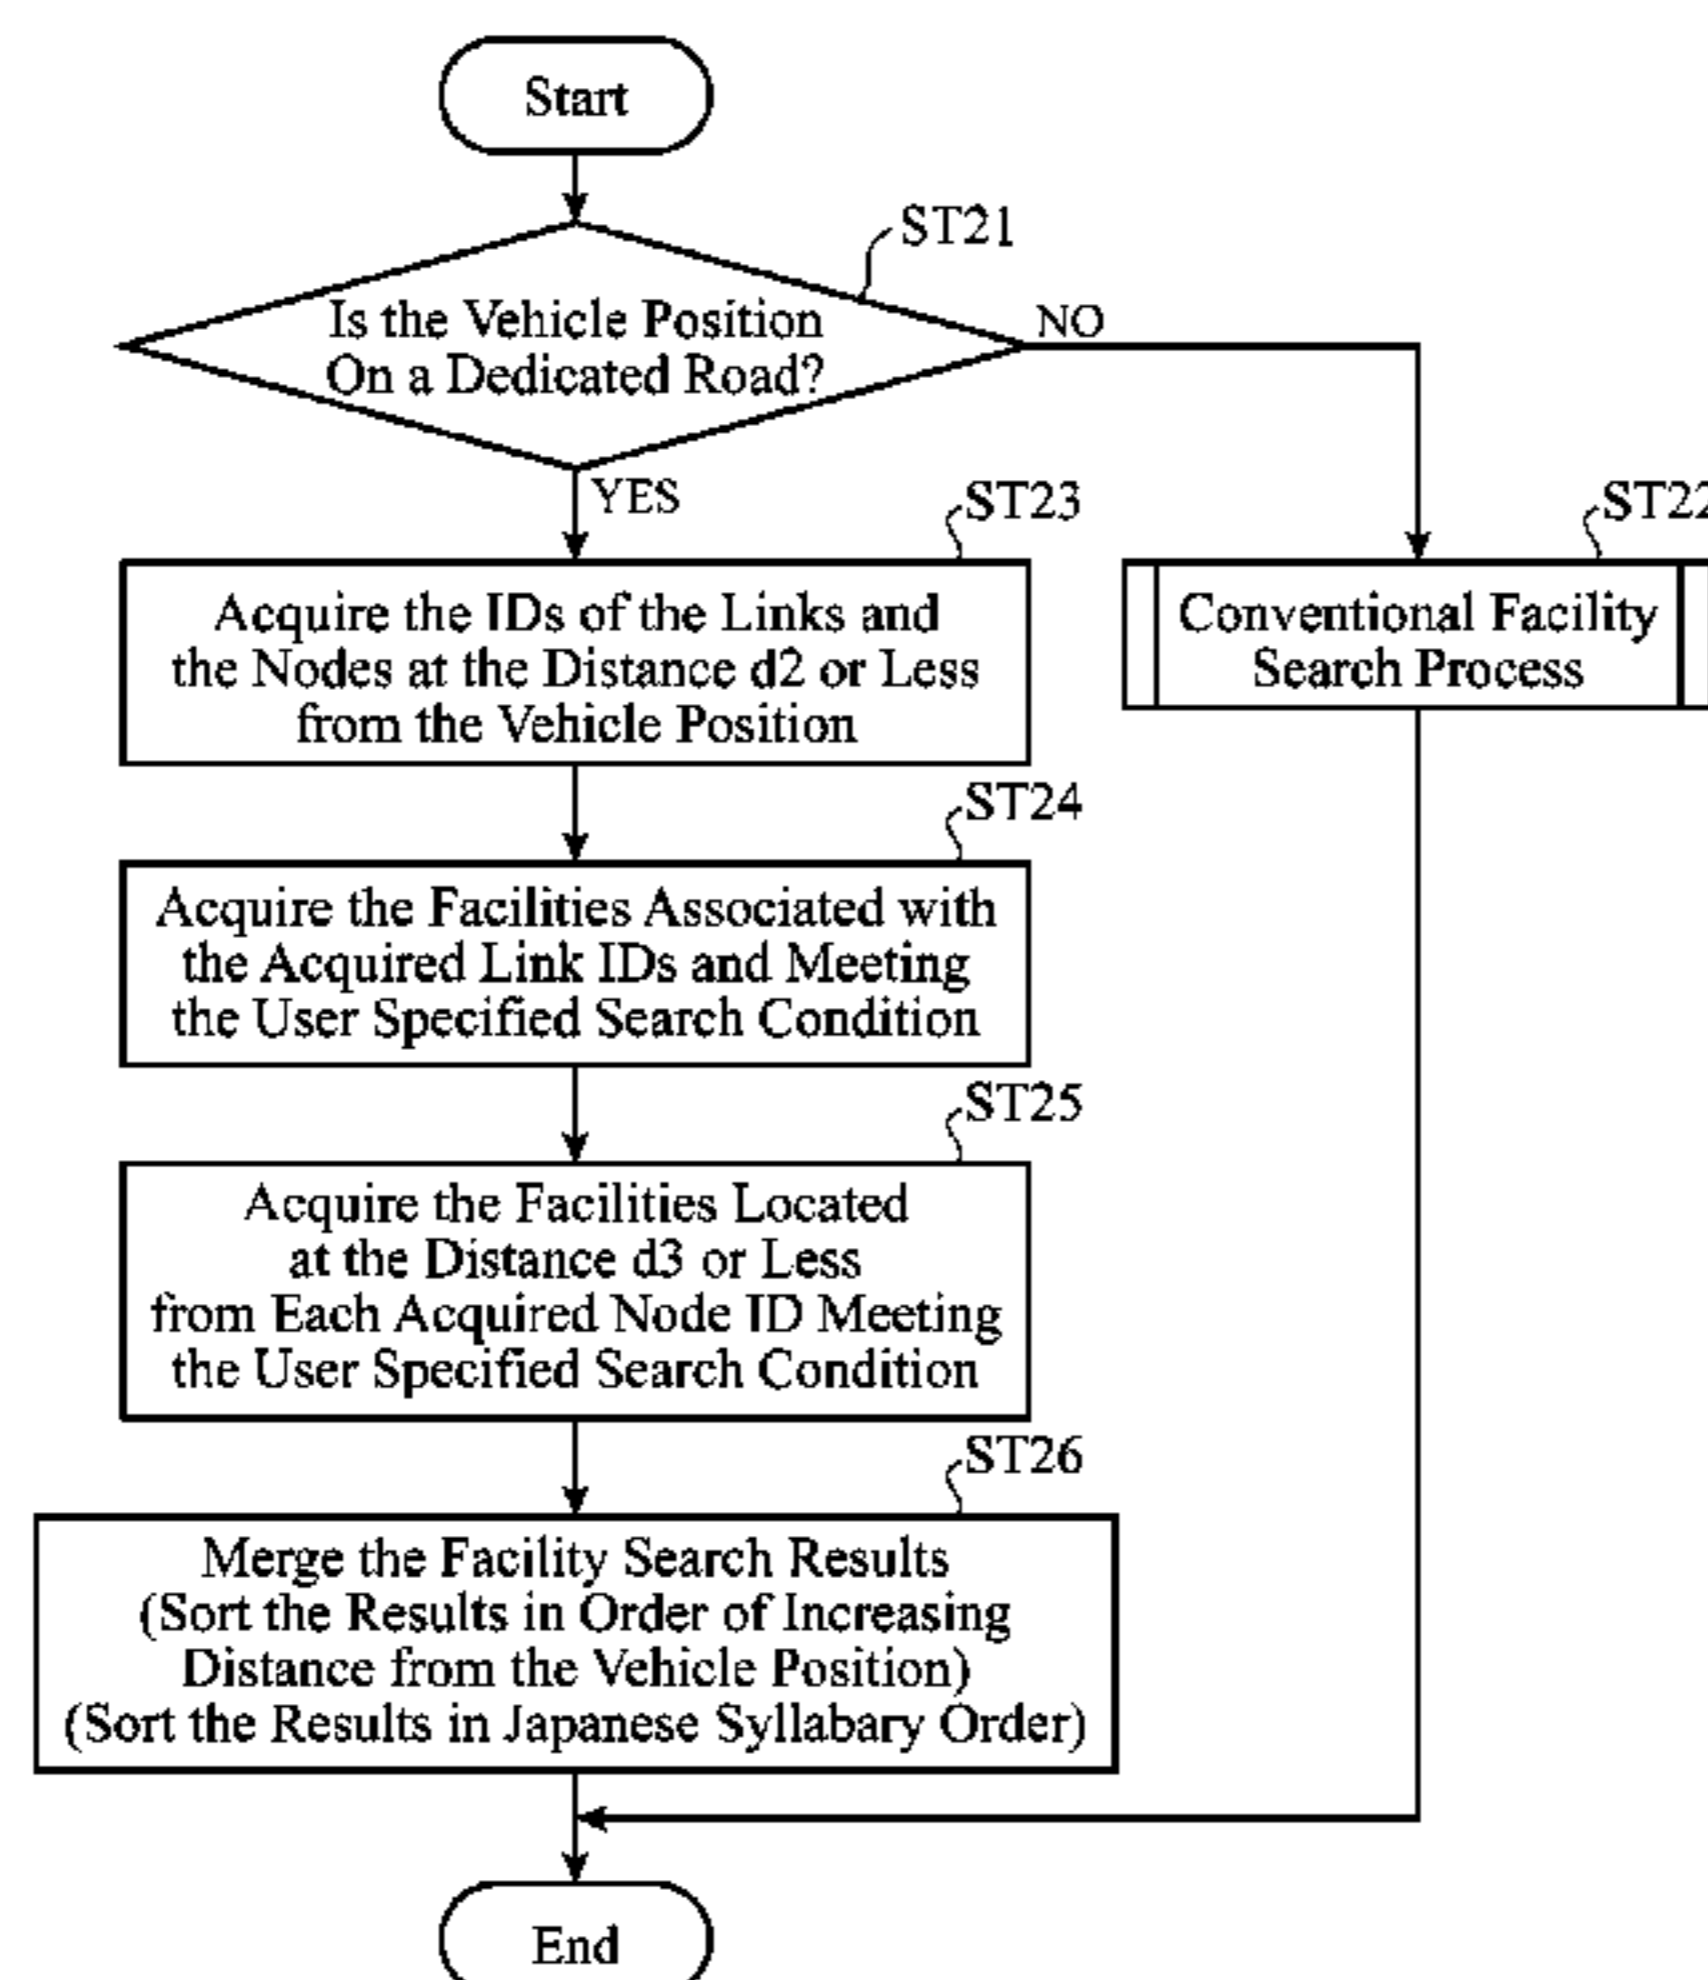 Start
ST21
Is the Vehicle Position
On a Dedicated Road?
NO
YES
ST23
ST22
Acquire the IDs of the Links and
the Nodes at the Distance d2 or Less
from the Vehicle Position
Conventional Facility
Search Process
ST24
Acquire the Facilities Associated with
the Acquired Link IDs and Meeting
the User Specified Search Condition
ST25
Acquire the Facilities Located
at the Distance d3 or Less
from Each Acquired Node ID Meeting
the User Specified Search Condition
ST26
Merge the Facility Search Results
(Sort the Results in Order of Increasing
Distance from the Vehicle Position)
(Sort the Results in Japanese Syllabary Order)
End